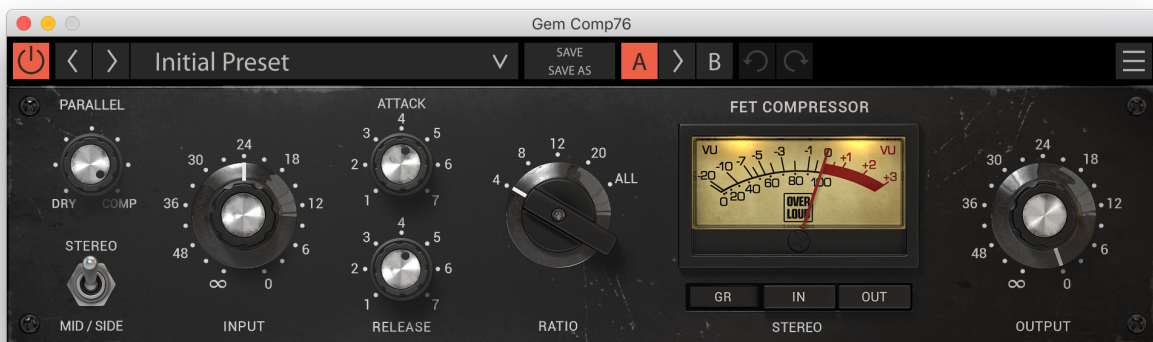 Gem Comp76
Initial Preset
SAVE
SAVE AS
A
B
PARALLEL
DRY COMP
STEREO
MID / SIDE
24
30 18
36 12
48 6
∞ 0
INPUT
ATTACK
4
3 5
2 6
1 7
4
3 5
2 6
1 7
RELEASE
12
8 20
4 ALL
RATIO
FET COMPRESSOR
VU VU
-20 -10 -7 -5 -3 -1 0 +1 +2 +3
0 20 40 60 80 100
OVER
LOUD
GR IN OUT
STEREO
24
30 18
36 12
48 6
∞ 0
OUTPUT